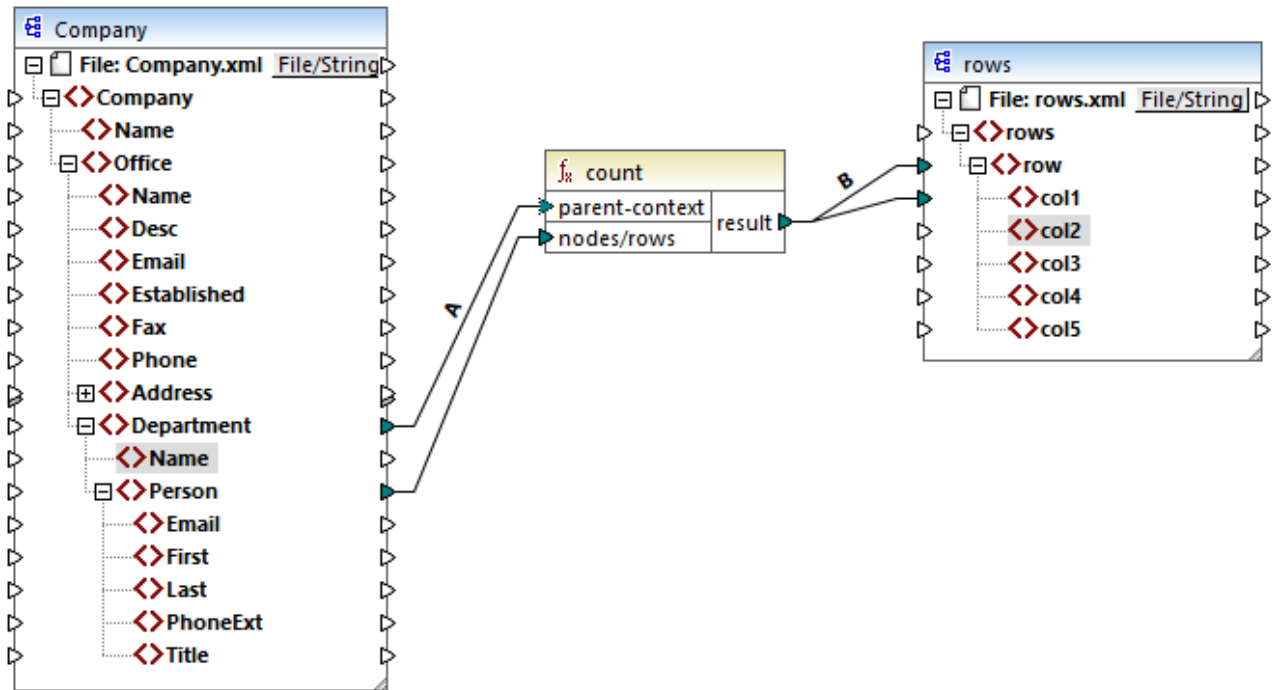 Company
File: Company.xml File/String
Company
Name
Office
Name
Desc
Email
Established
Fax
Phone
Address
Department
Name
Person
Email
First
Last
PhoneExt
Title
A
fx count
parent-context
nodes/rows
result
B
rows
File: rows.xml File/String
rows
row
col1
col2
col3
col4
col5